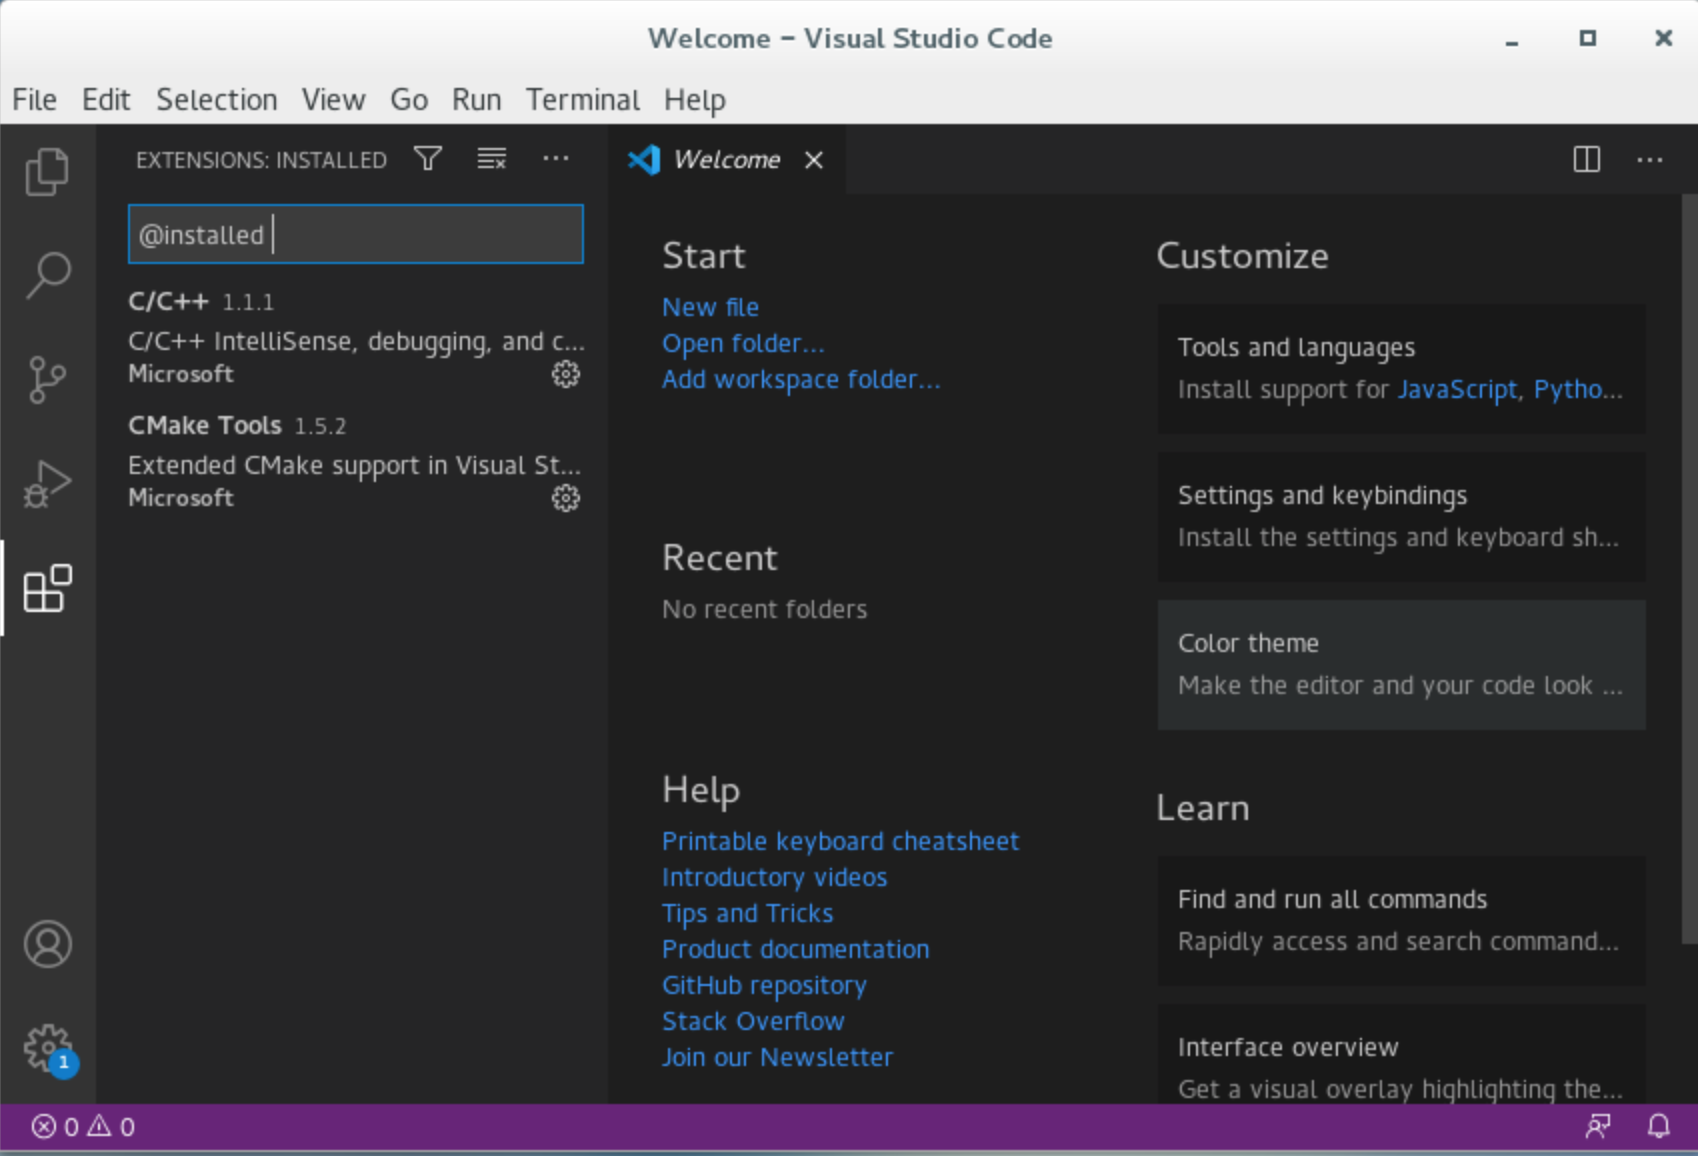 Welcome – Visual Studio Code
File Edit Selection View Go Run Terminal Help
EXTENSIONS: INSTALLED
@installed
C/C++ 1.1.1
C/C++ IntelliSense, debugging, and c...
Microsoft
CMake Tools 1.5.2
Extended CMake support in Visual St...
Microsoft
1
Welcome
Start
New file
Open folder...
Add workspace folder...
Recent
No recent folders
Help
Printable keyboard cheatsheet
Introductory videos
Tips and Tricks
Product documentation
GitHub repository
Stack Overflow
Join our Newsletter
Customize
Tools and languages
Install support for JavaScript, Pytho...
Settings and keybindings
Install the settings and keyboard sh...
Color theme
Make the editor and your code look ...
Learn
Find and run all commands
Rapidly access and search command...
Interface overview
Get a visual overlay highlighting the...
0 0